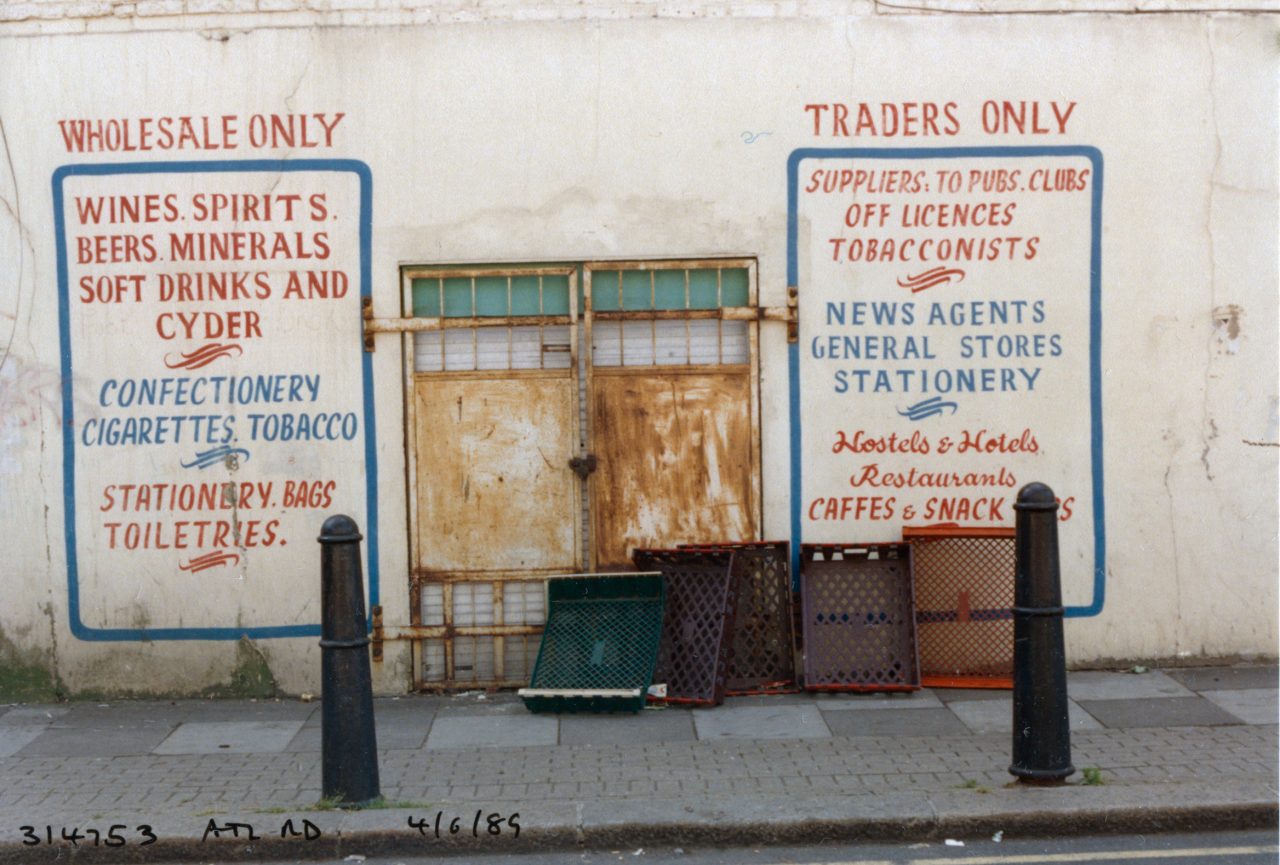 WHOLESALE ONLY
WINES. SPIRITS.
BEERS. MINERALS
SOFT DRINKS AND
CYDER
CONFECTIONERY
CIGARETTES. TOBACCO
STATIONERY. BAGS
TOILETRIES.
TRADERS ONLY
SUPPLIERS: TO PUBS. CLUBS
OFF LICENCES
TOBACCONISTS
NEWS AGENTS
GENERAL STORES
STATIONERY
Hostels & Hotels
Restaurants
CAFFES & SNACK
314753 ATL RD 4/6/89